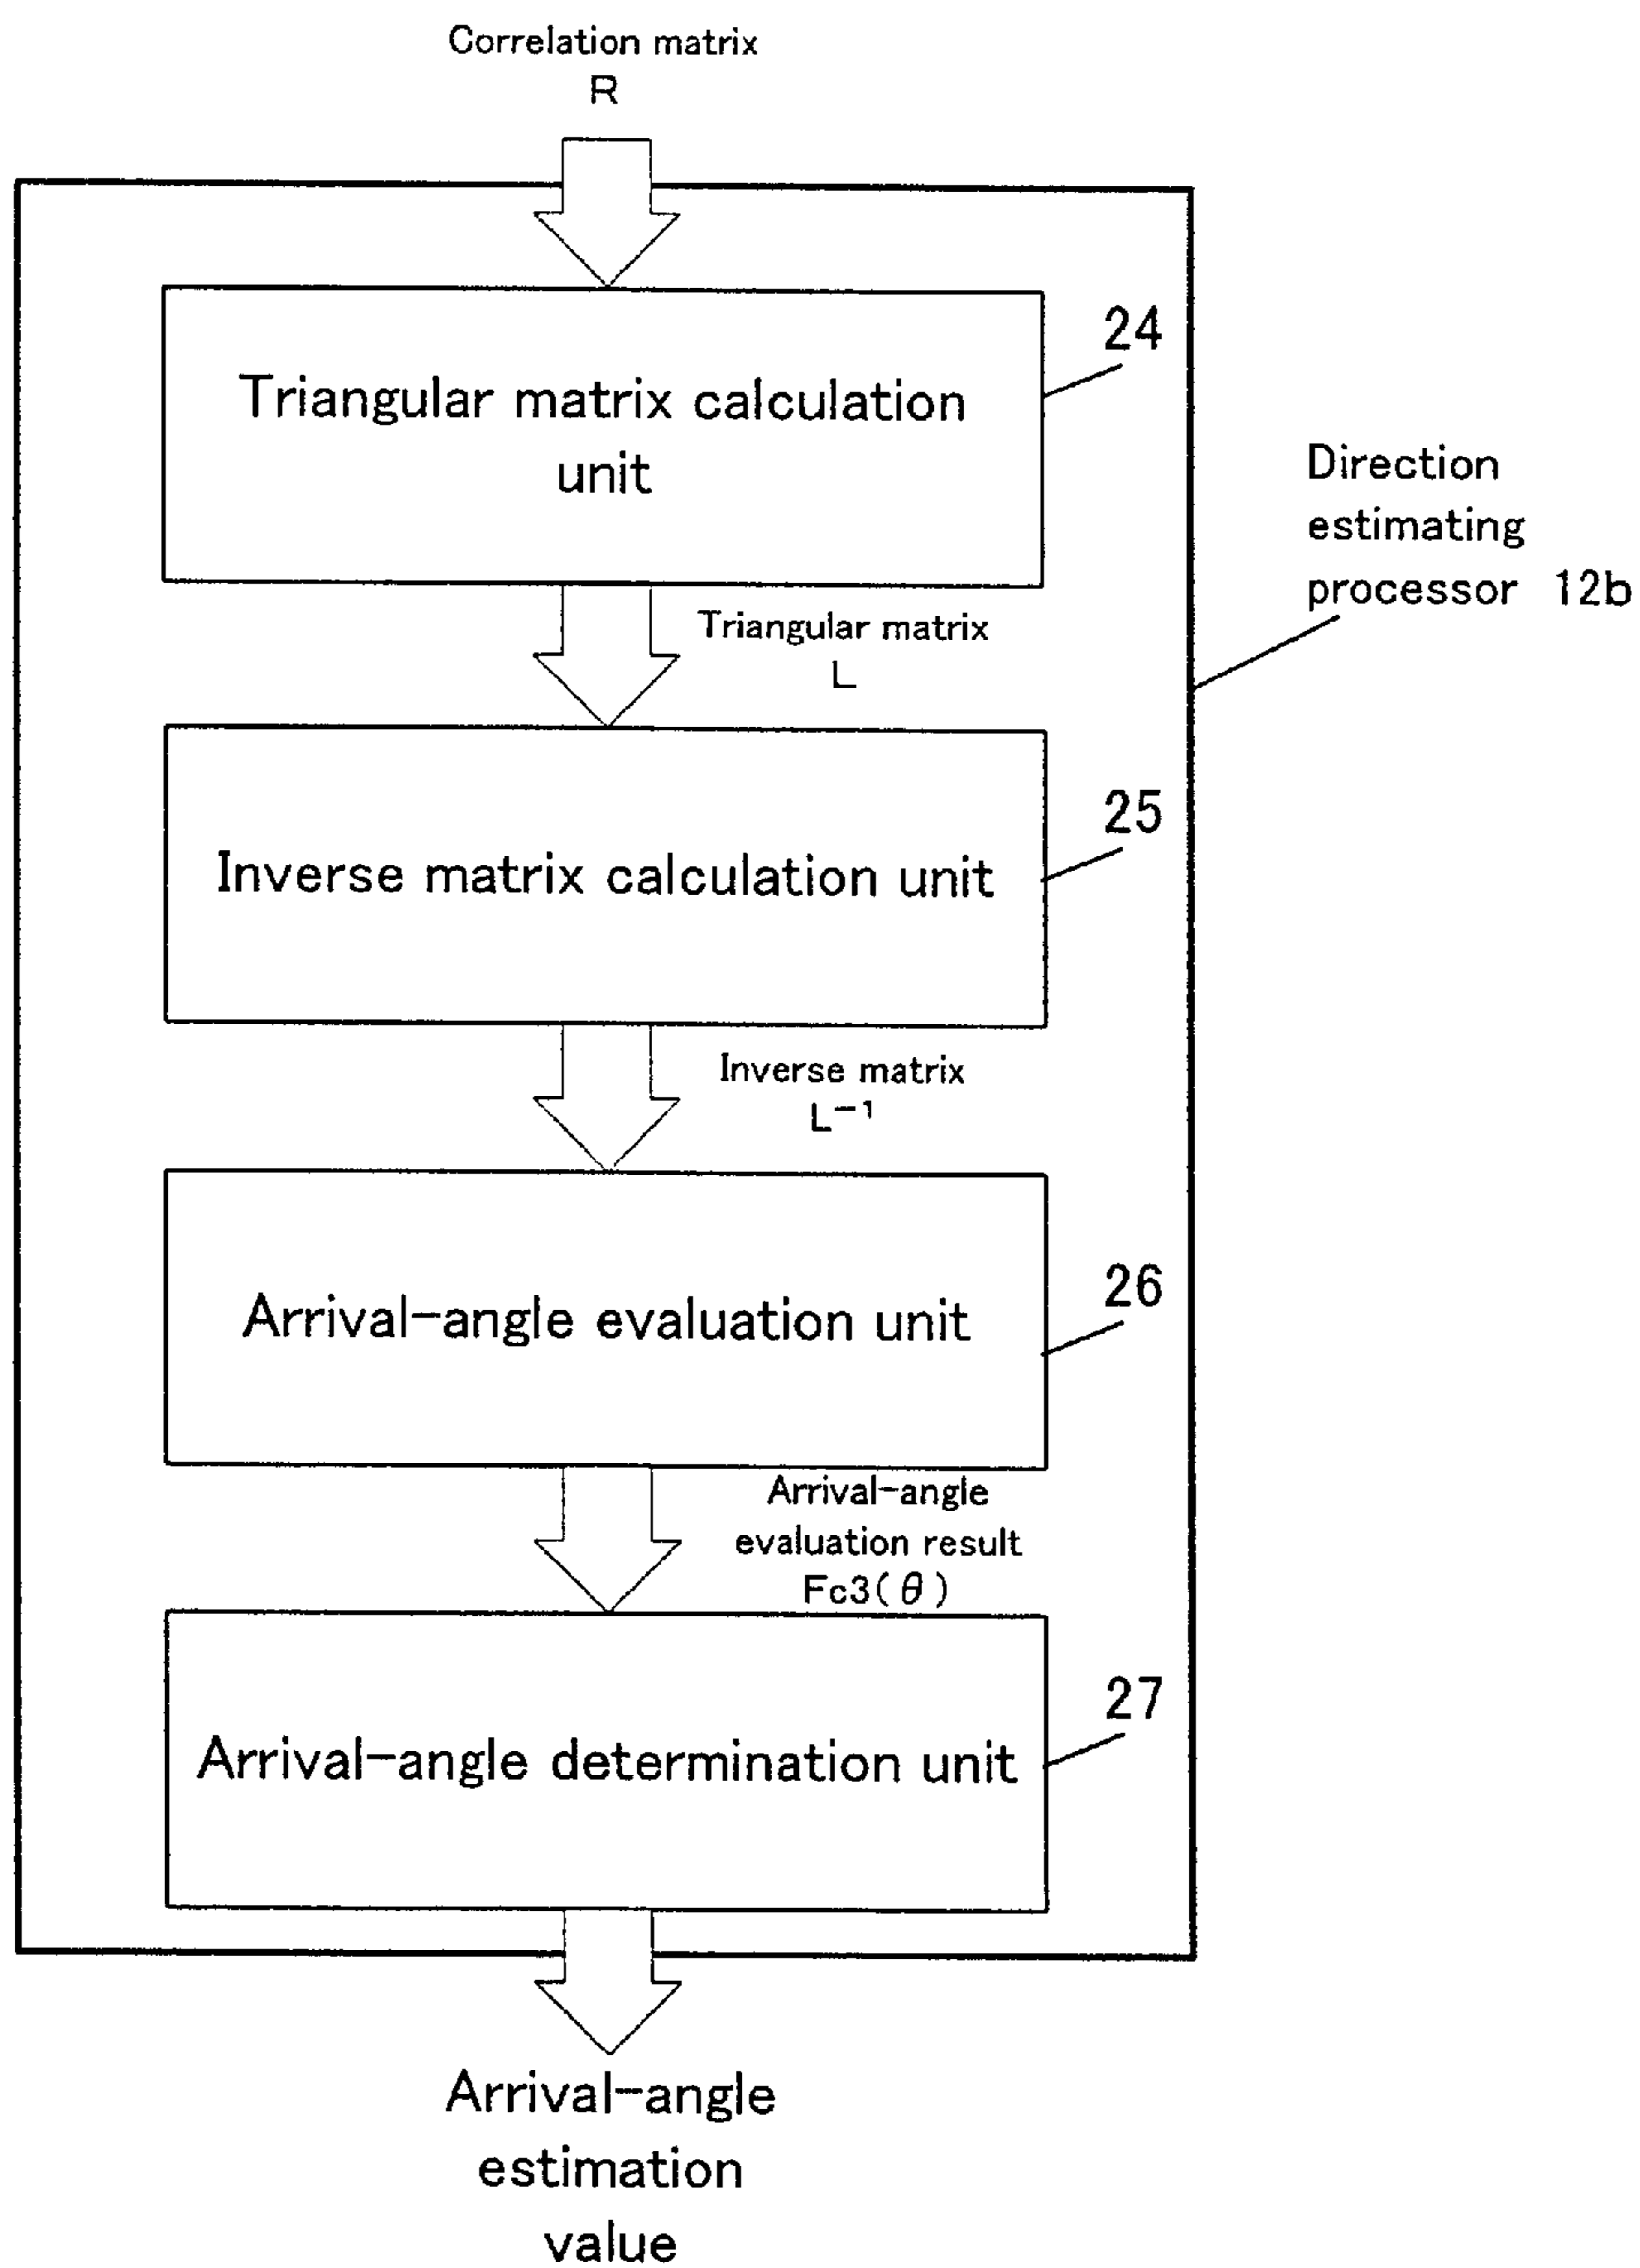 Correlation matrix
R
24
Triangular matrix calculation
unit
Direction
estimating
processor 12b
Triangular matrix
L
25
Inverse matrix calculation unit
Inverse matrix
L⁻¹
26
Arrival-angle evaluation unit
Arrival-angle
evaluation result
Fc3(θ)
27
Arrival-angle determination unit
Arrival-angle
estimation
value